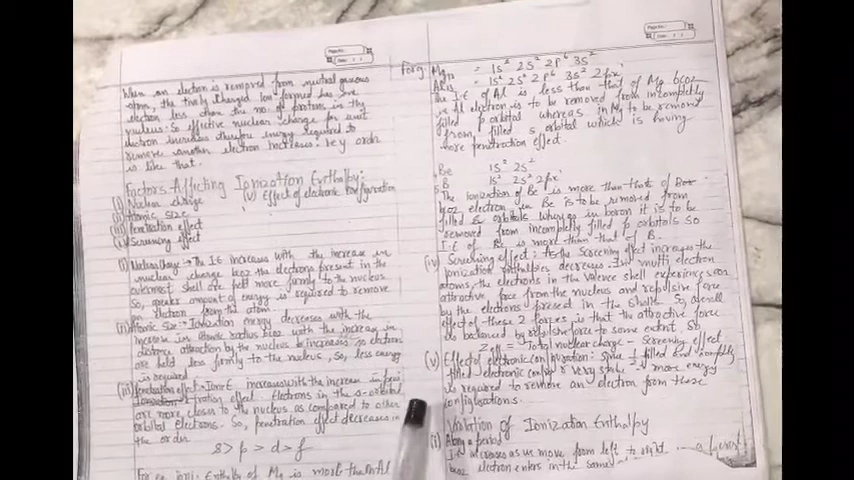 When an electron is removed from neutral gaseous
atom, the truly charged ion formed has one
electron less than the no of protons in the
nucleus. So effective nuclear charge per unit
electron increases therefore energy required to
remove another electron increases. order
is like that.
Factors Affecting Ionization Enthalpy:
(i) Nuclear charge (v) Effect of electronic configuration
(ii) Atomic size
(iii) Penetration effect
(iv) Screening effect
(i) Nuclear charge → The I.E increases with the increase in
nuclear charge becoz the electrons present in the
outermost shell are held more firmly to the nucleus
So, greater amount of energy is required to remove
an electron from the atom.
(ii) Atomic size:- Ionization energy decreases with the
increase in atomic radius becoz with the increase in
distance attraction by the nucleus so electrons
are held less firmly to the nucleus, so, less energy
is required
(iii) Penetration effect:- Ion.E increases with the increase in
penetration effect. Electrons in the s-orbital
are more closer to the nucleus as compared to other
orbital electrons. So, penetration effect decreases in
the order
s > p > d > f
For eg ioni. Enthalpy of Mg is more than Al
For eg. Mg12 = 1s² 2s² 2p⁶ 3s²
Al13 = 1s² 2s² 2p⁶ 3s²
The I.E of Al is less than that of Mg bcoz
in Al electron is to be removed from incompletly
filled p orbital whereas in Mg to be removed
from filled s orbital which is having
more penetration effect.
Be 1s² 2s²
5B 1s² 2s² 2px¹
The ionization of Be is more than that of B
bcoz electron in Be is to be removed from
filled s orbitals whereas in boron it is to be
removed from incompletly filled p orbitals so
I.E of Be is more than that of B.
(iv) Screening effect: As the screening effect increases the
ionization enthalpies decreases. In multi electron
atoms, the electrons in the valence shell experiences an
attractive force from the nucleus and repulsive force
by the electrons present in the shells. So overall
effect of these 2 forces is that the attractive force
is balanced by repulsive force to some extent. So
Zeff = Total nuclear charge - Screening effect
(v) Effect of electronic configuration: Since ½ filled and completly
filled electronic config r very stable so more energy
is required to remove an electron from these
configurations.
Variation of Ionization Enthalpy
(i) Along a period
I.E increases as us move from left to right
bcoz electron enters in the same